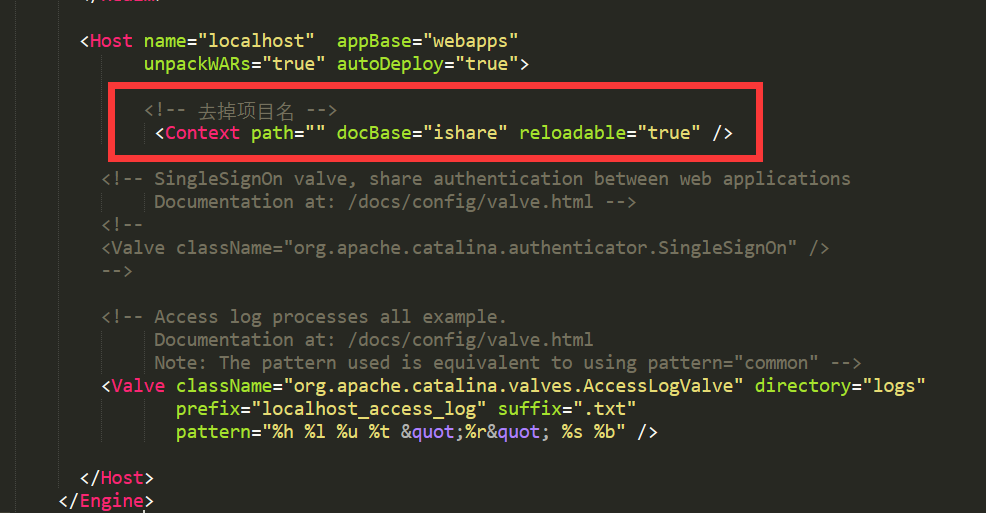 </Realm>
<Host name="localhost"  appBase="webapps"
unpackWARs="true" autoDeploy="true">
<!-- 去掉项目名 -->
<Context path="" docBase="ishare" reloadable="true" />
<!-- SingleSignOn valve, share authentication between web applications
Documentation at: /docs/config/valve.html -->
<!--
<Valve className="org.apache.catalina.authenticator.SingleSignOn" />
-->
<!-- Access log processes all example.
Documentation at: /docs/config/valve.html
Note: The pattern used is equivalent to using pattern="common" -->
<Valve className="org.apache.catalina.valves.AccessLogValve" directory="logs"
prefix="localhost_access_log" suffix=".txt"
pattern="%h %l %u %t &quot;%r&quot; %s %b" />
</Host>
</Engine>